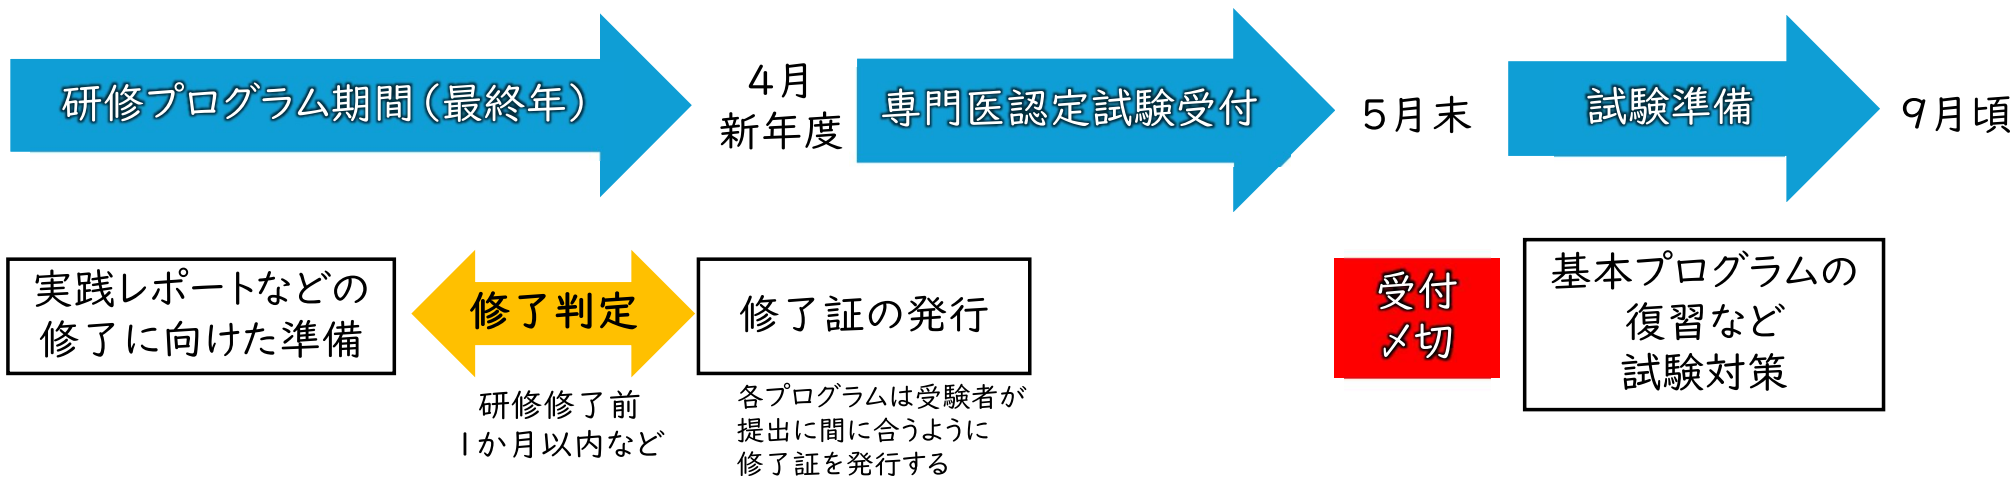 研修プログラム期間（最終年）
4月
新年度
専門医認定試験受付
5月末
試験準備
9月頃
実践レポートなどの
修了に向けた準備
修了判定
研修修了前
1か月以内など
修了証の発行
各プログラムは受験者が
提出に間に合うように
修了証を発行する
受付
〆切
基本プログラムの
復習など
試験対策